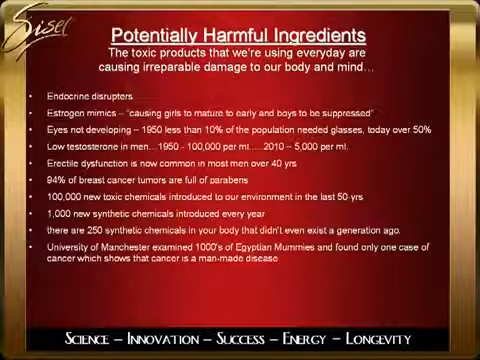 Sisel
Potentially Harmful Ingredients
The toxic products that we're using everyday are
causing irreparable damage to our body and mind…
• Endocrine disrupters
• Estrogen mimics – "causing girls to mature to early and boys to be suppressed"
• Eyes not developing – 1950 less than 10% of the population needed glasses, today over 50%
• Low testosterone in men…1950 - 100,000 per ml…..2010 – 5,000 per ml.
• Erectile dysfunction is now common in most men over 40 yrs
• 94% of breast cancer tumors are full of parabens
• 100,000 new toxic chemicals introduced to our environment in the last 50 yrs
• 1,000 new synthetic chemicals introduced every year
• there are 250 synthetic chemicals in your body that didn't even exist a generation ago.
• University of Manchester examined 1000's of Egyptian Mummies and found only one case of
cancer which shows that cancer is a man-made disease
SCIENCE – INNOVATION – SUCCESS – ENERGY – LONGEVITY